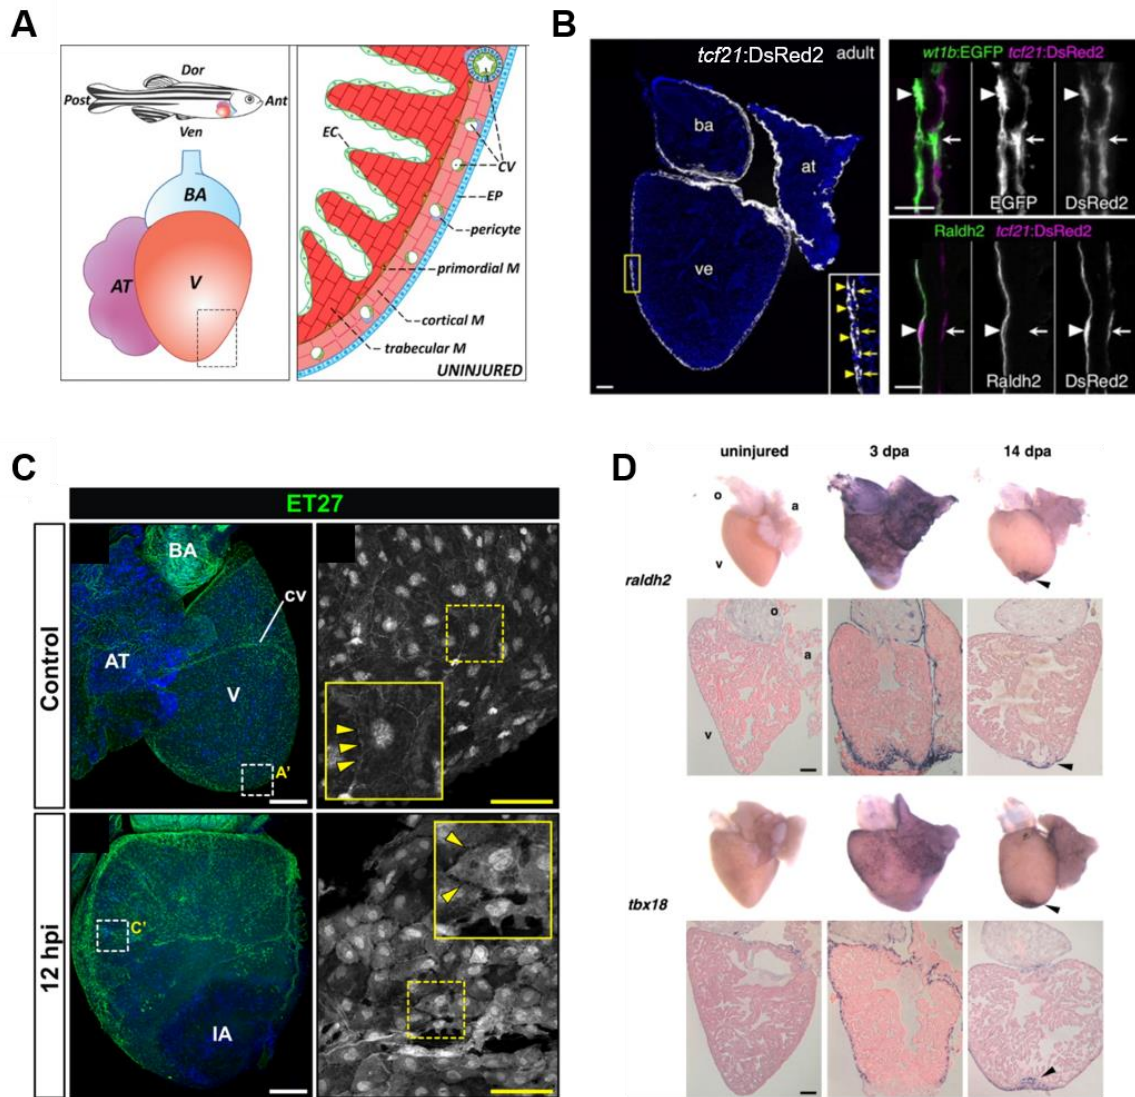 A
Dor
Post
Ant
Ven
BA
AT
V
EC
CV
EP
pericyte
primordial M
cortical M
trabecular M
UNINJURED
B
tcf21:DsRed2 adult
ba
at
ve
wt1b:EGFP tcf21:DsRed2
EGFP
DsRed2
Raldh2 tcf21:DsRed2
Raldh2
DsRed2
C
ET27
Control
BA
CV
AT
V
A'
12 hpi
C'
IA
D
uninjured 3 dpa 14 dpa
o
a
v
raldh2
o
a
v
tbx18